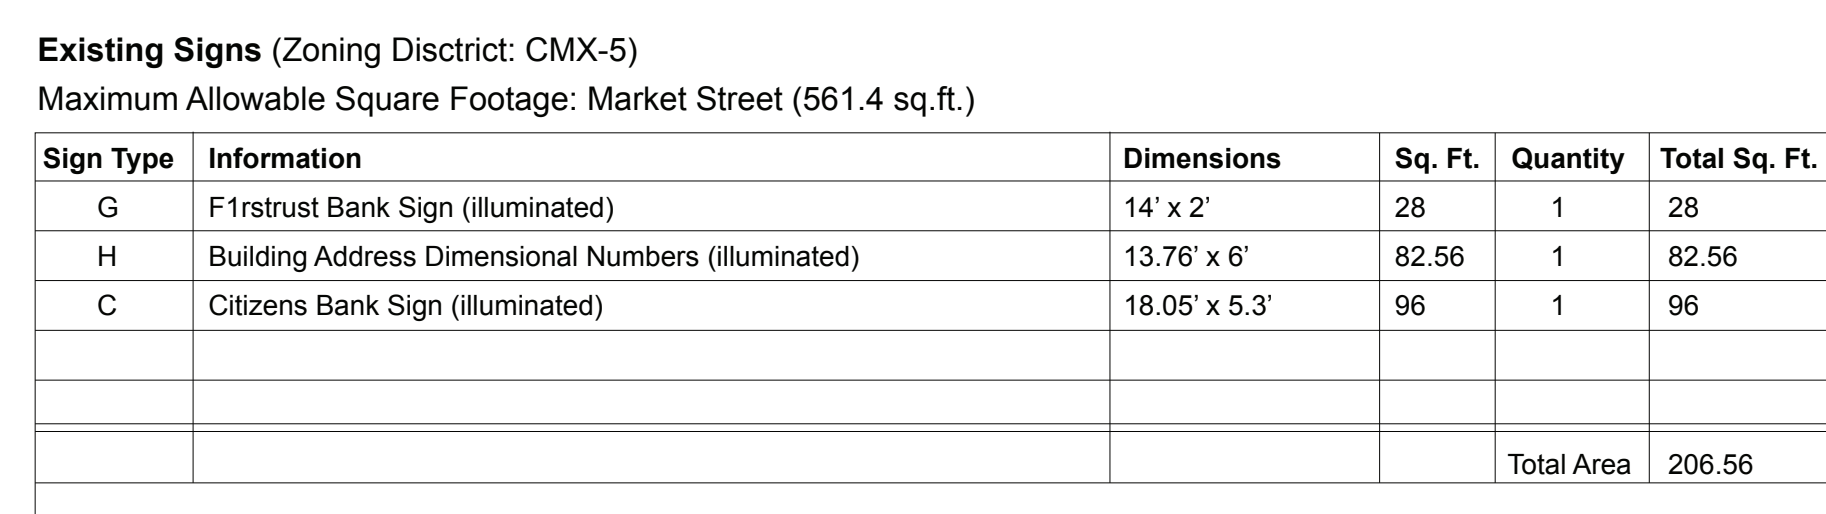 Existing Signs (Zoning Disctrict: CMX-5)
Maximum Allowable Square Footage: Market Street (561.4 sq.ft.)
Sign Type Information Dimensions Sq. Ft. Quantity Total Sq. Ft.
G F1rstrust Bank Sign (illuminated) 14’ x 2’ 28 1 28
H Building Address Dimensional Numbers (illuminated) 13.76’ x 6’ 82.56 1 82.56
C Citizens Bank Sign (illuminated) 18.05’ x 5.3’ 96 1 96
Total Area 206.56